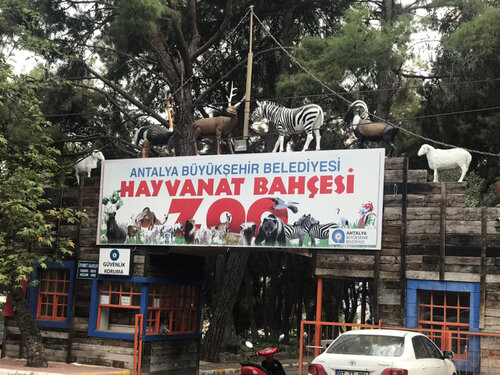 ANTALYA BÜYÜKŞEHİR BELEDİYESİ
HAYVANAT BAHÇESİ
ZOO
ANTALYA
GÜVENLİK
KORUMA